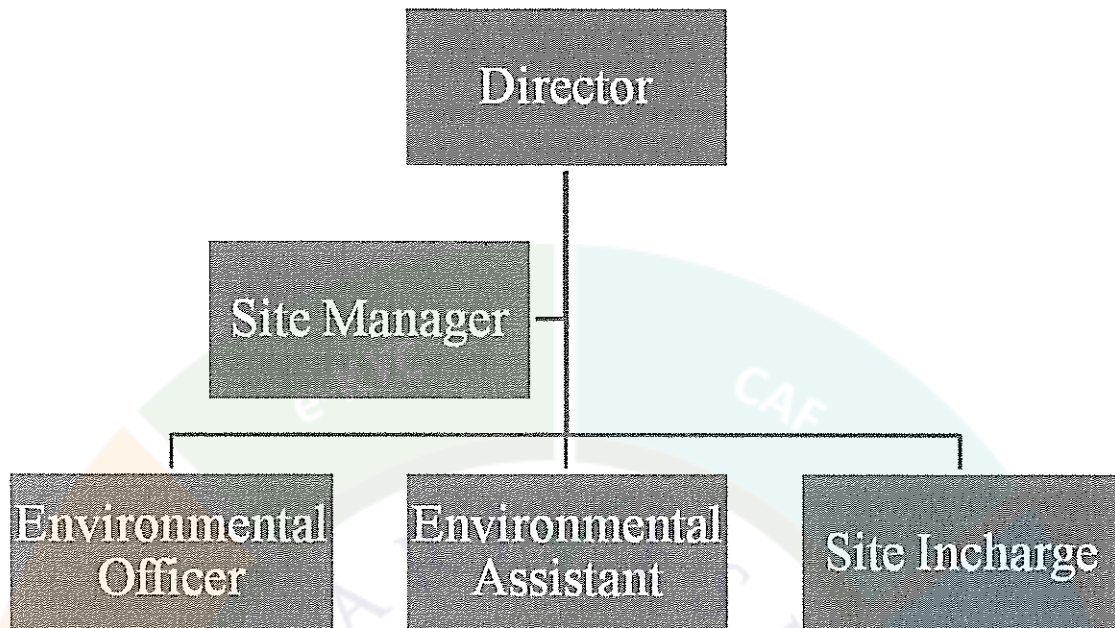 Director
Site Manager
CAF
Environmental
Officer
Environmental
Assistant
Site Incharge